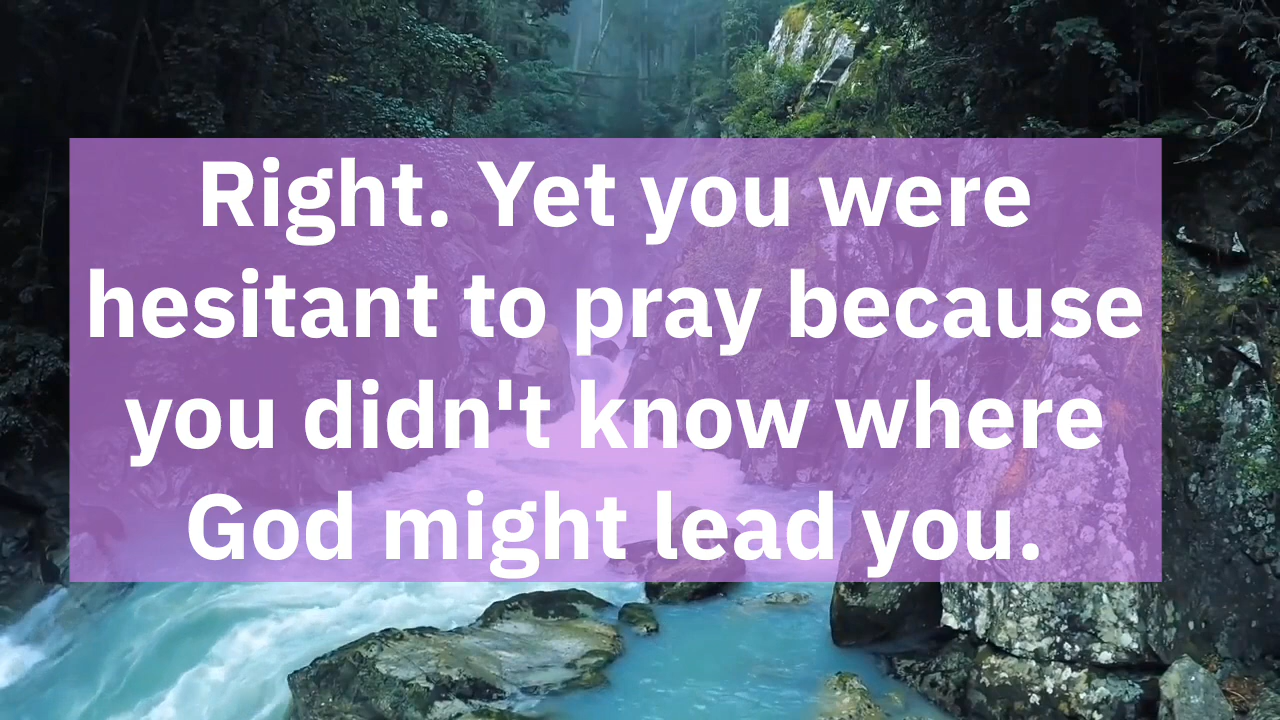 Right. Yet you were
hesitant to pray because
you didn't know where
God might lead you.